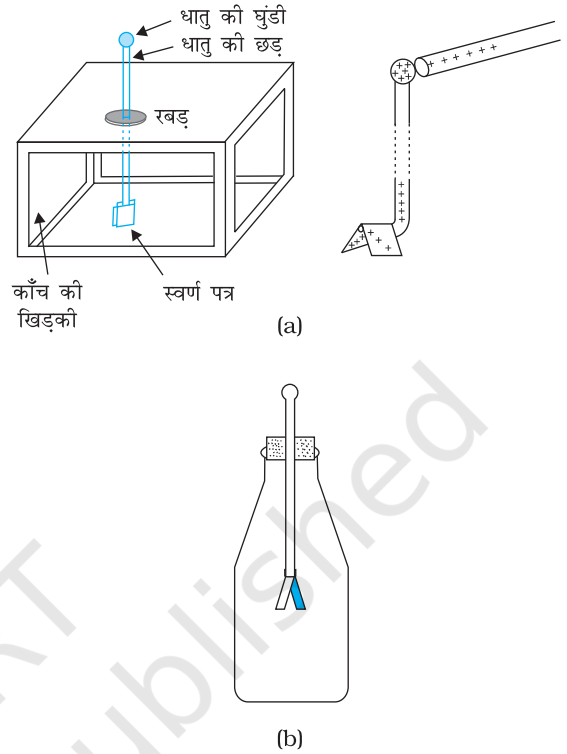 धातु की घुंडी
धातु की छड़
रबड़
काँच की
खिड़की
स्वर्ण पत्र
(a)
(b)